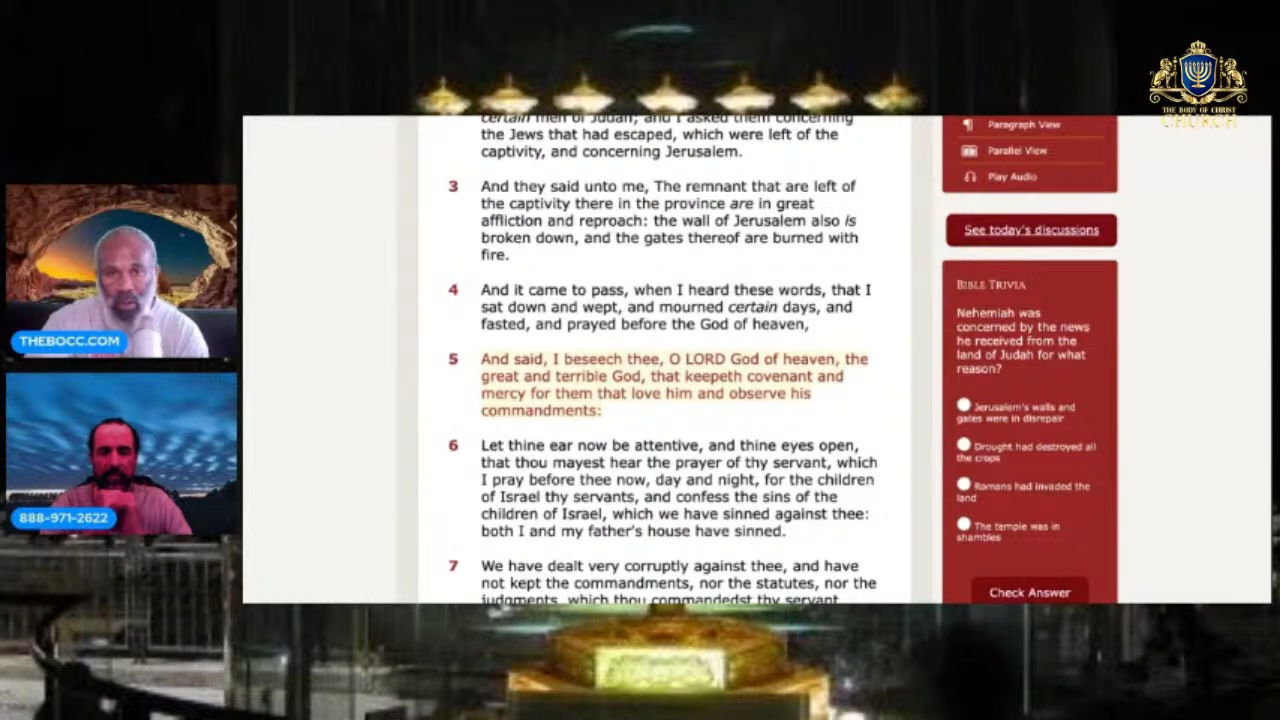 THE BODY OF CHRIST
CHURCH
certain men of Judah; and I asked them concerning
the Jews that had escaped, which were left of the
captivity, and concerning Jerusalem.
3 And they said unto me, The remnant that are left of
the captivity there in the province are in great
affliction and reproach: the wall of Jerusalem also is
broken down, and the gates thereof are burned with
fire.
4 And it came to pass, when I heard these words, that I
sat down and wept, and mourned certain days, and
fasted, and prayed before the God of heaven,
5 And said, I beseech thee, O LORD God of heaven, the
great and terrible God, that keepeth covenant and
mercy for them that love him and observe his
commandments:
6 Let thine ear now be attentive, and thine eyes open,
that thou mayest hear the prayer of thy servant, which
I pray before thee now, day and night, for the children
of Israel thy servants, and confess the sins of the
children of Israel, which we have sinned against thee:
both I and my father's house have sinned.
7 We have dealt very corruptly against thee, and have
not kept the commandments, nor the statutes, nor the
judgments, which thou commandedst thy servant
Paragraph View
Parallel View
Play Audio
See today's discussions
BIBLE TRIVIA
Nehemiah was
concerned by the news
he received from the
land of Judah for what
reason?
Jerusalem's walls and
gates were in disrepair
Drought had destroyed all
the crops
Romans had invaded the
land
The temple was in
shambles
Check Answer
THEBOCC.COM
888-971-2622